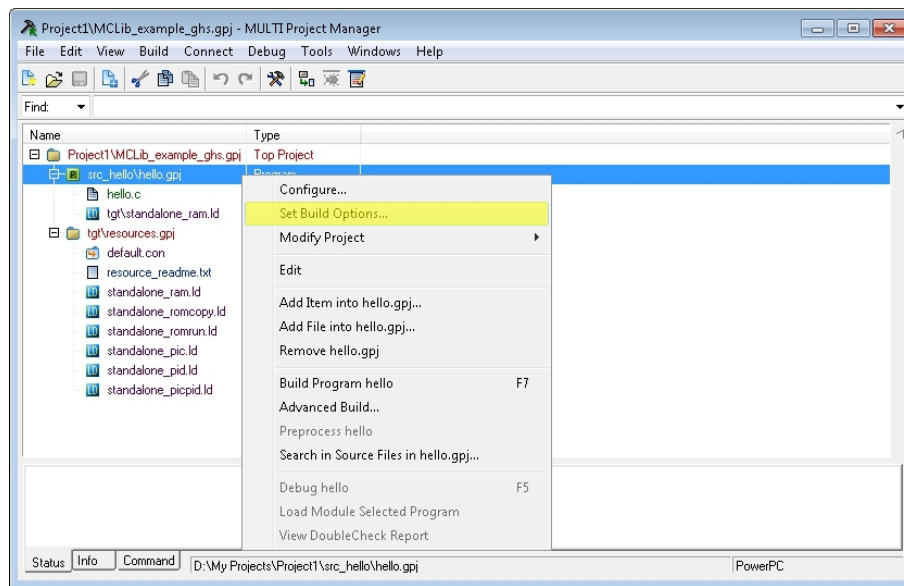 Project1\MCLib_example_ghs.gpj - MULTI Project Manager
File Edit View Build Connect Debug Tools Windows Help
Find:
Name Type
Project1\MCLib_example_ghs.gpj Top Project
src_hello\hello.gpj Program
hello.c
tgt\standalone_ram.ld
tgt\resources.gpj
default.con
resource_readme.txt
standalone_ram.ld
standalone_romcopy.ld
standalone_romrun.ld
standalone_pic.ld
standalone_pid.ld
standalone_picpid.ld
Configure...
Set Build Options...
Modify Project
Edit
Add Item into hello.gpj...
Add File into hello.gpj...
Remove hello.gpj
Build Program hello F7
Advanced Build...
Preprocess hello
Search in Source Files in hello.gpj...
Debug hello F5
Load Module Selected Program
View DoubleCheck Report
Status Info Command D:\My Projects\Project1\src_hello\hello.gpj PowerPC